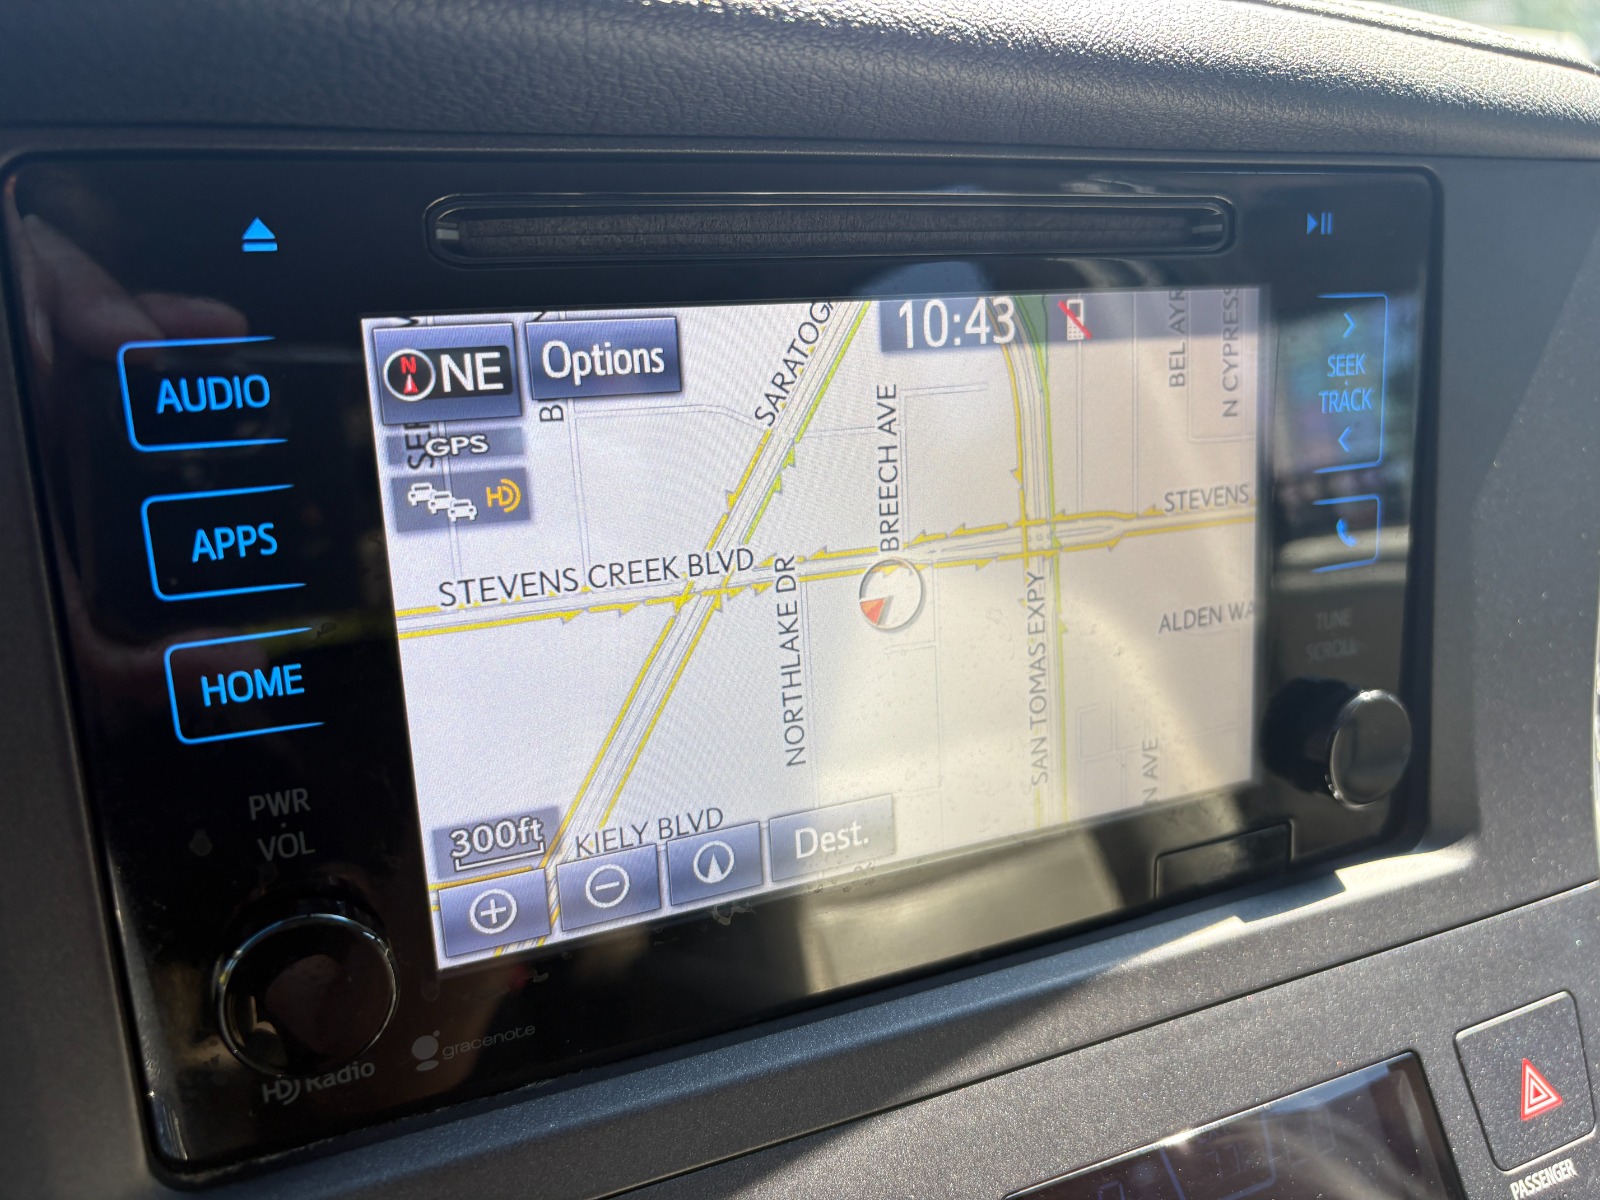 AUDIO
APPS
HOME
PWR
VOL
HD Radio
gracenote
N
NE
Options
GPS
HD
10:43
SARATOG
BREECH AVE
BEL AYR
N CYPRESS
STEVENS
STEVENS CREEK BLVD
NORTHLAKE DR
SAN TOMAS EXPY
ALDEN WA
N AVE
300ft
KIELY BLVD
Dest.
SEEK
TRACK
TUNE
SCROLL
PASSENGER